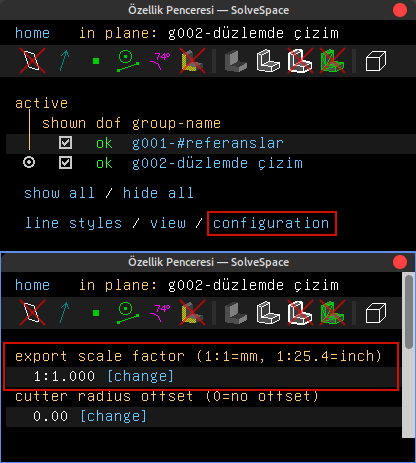 Özellik Penceresi — SolveSpace
home in plane: g002-düzlemde çizim
74º
active
shown dof group-name
ok g001-#referanslar
ok g002-düzlemde çizim
show all / hide all
line styles / view / configuration
Özellik Penceresi — SolveSpace
home in plane: g002-düzlemde çizim
74º
export scale factor (1:1=mm, 1:25.4=inch)
1:1.000 [change]
cutter radius offset (0=no offset)
0.00 [change]